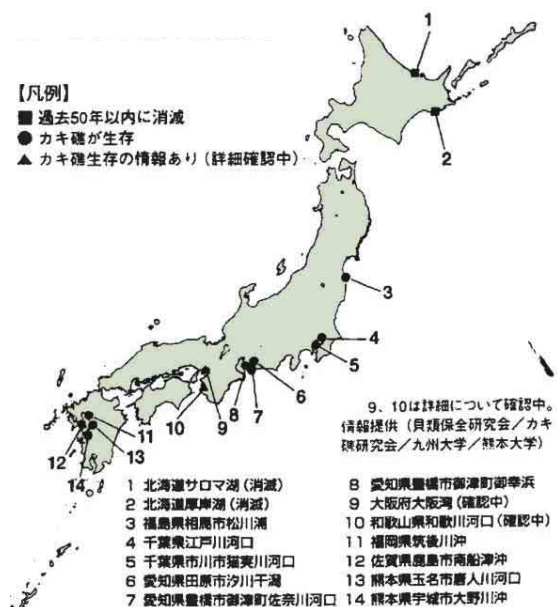 【凡例】
■ 過去50年以内に消滅
● カキ礁が生存
▲ カキ礁生存の情報あり(詳細確認中)
1
2
3
4
5
6
7
8
9
10
11
12
13
14
9、10は詳細について確認中。
情報提供(貝類保全研究会/カキ
礁研究会/九州大学/熊本大学)
1 北海道サロマ湖(消滅)
2 北海道厚岸湖(消滅)
3 福島県相馬市松川浦
4 千葉県江戸川河口
5 千葉県市川市猫実川河口
6 愛知県田原市汐川干潟
7 愛知県豊橋市御津町佐奈川河口
8 愛知県豊橋市御津町御幸浜
9 大阪府大阪湾(確認中)
10 和歌山県和歌川河口(確認中)
11 福岡県筑後川沖
12 佐賀県鹿島市南船津沖
13 熊本県玉名市唐人川河口
14 熊本県宇城市大野川沖